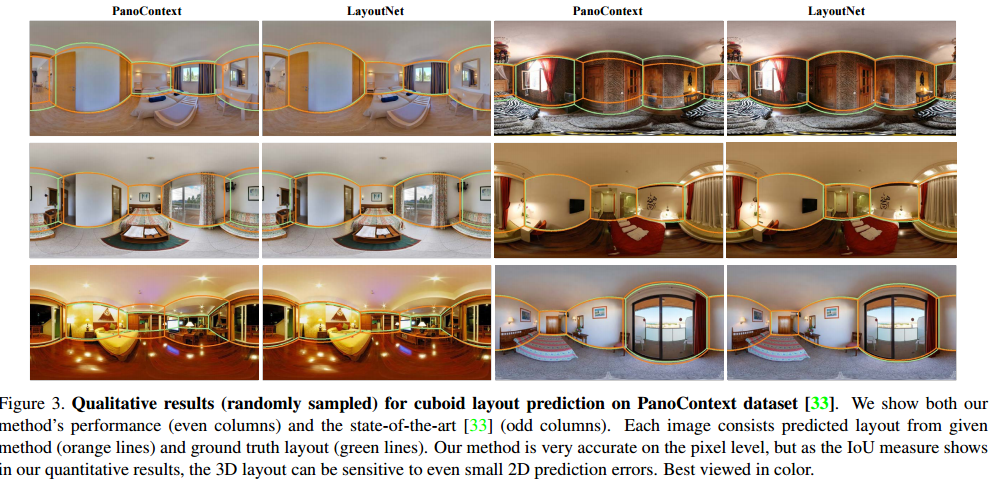 PanoContext LayoutNet PanoContext LayoutNet
Figure 3. Qualitative results (randomly sampled) for cuboid layout prediction on PanoContext dataset [33]. We show both our
method's performance (even columns) and the state-of-the-art [33] (odd columns). Each image consists predicted layout from given
method (orange lines) and ground truth layout (green lines). Our method is very accurate on the pixel level, but as the IoU measure shows
in our quantitative results, the 3D layout can be sensitive to even small 2D prediction errors. Best viewed in color.